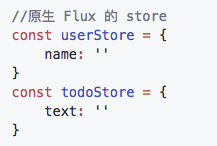 //原生 Flux 的 store
const userStore = {
    name: ''
}
const todoStore = {
    text: ''
}